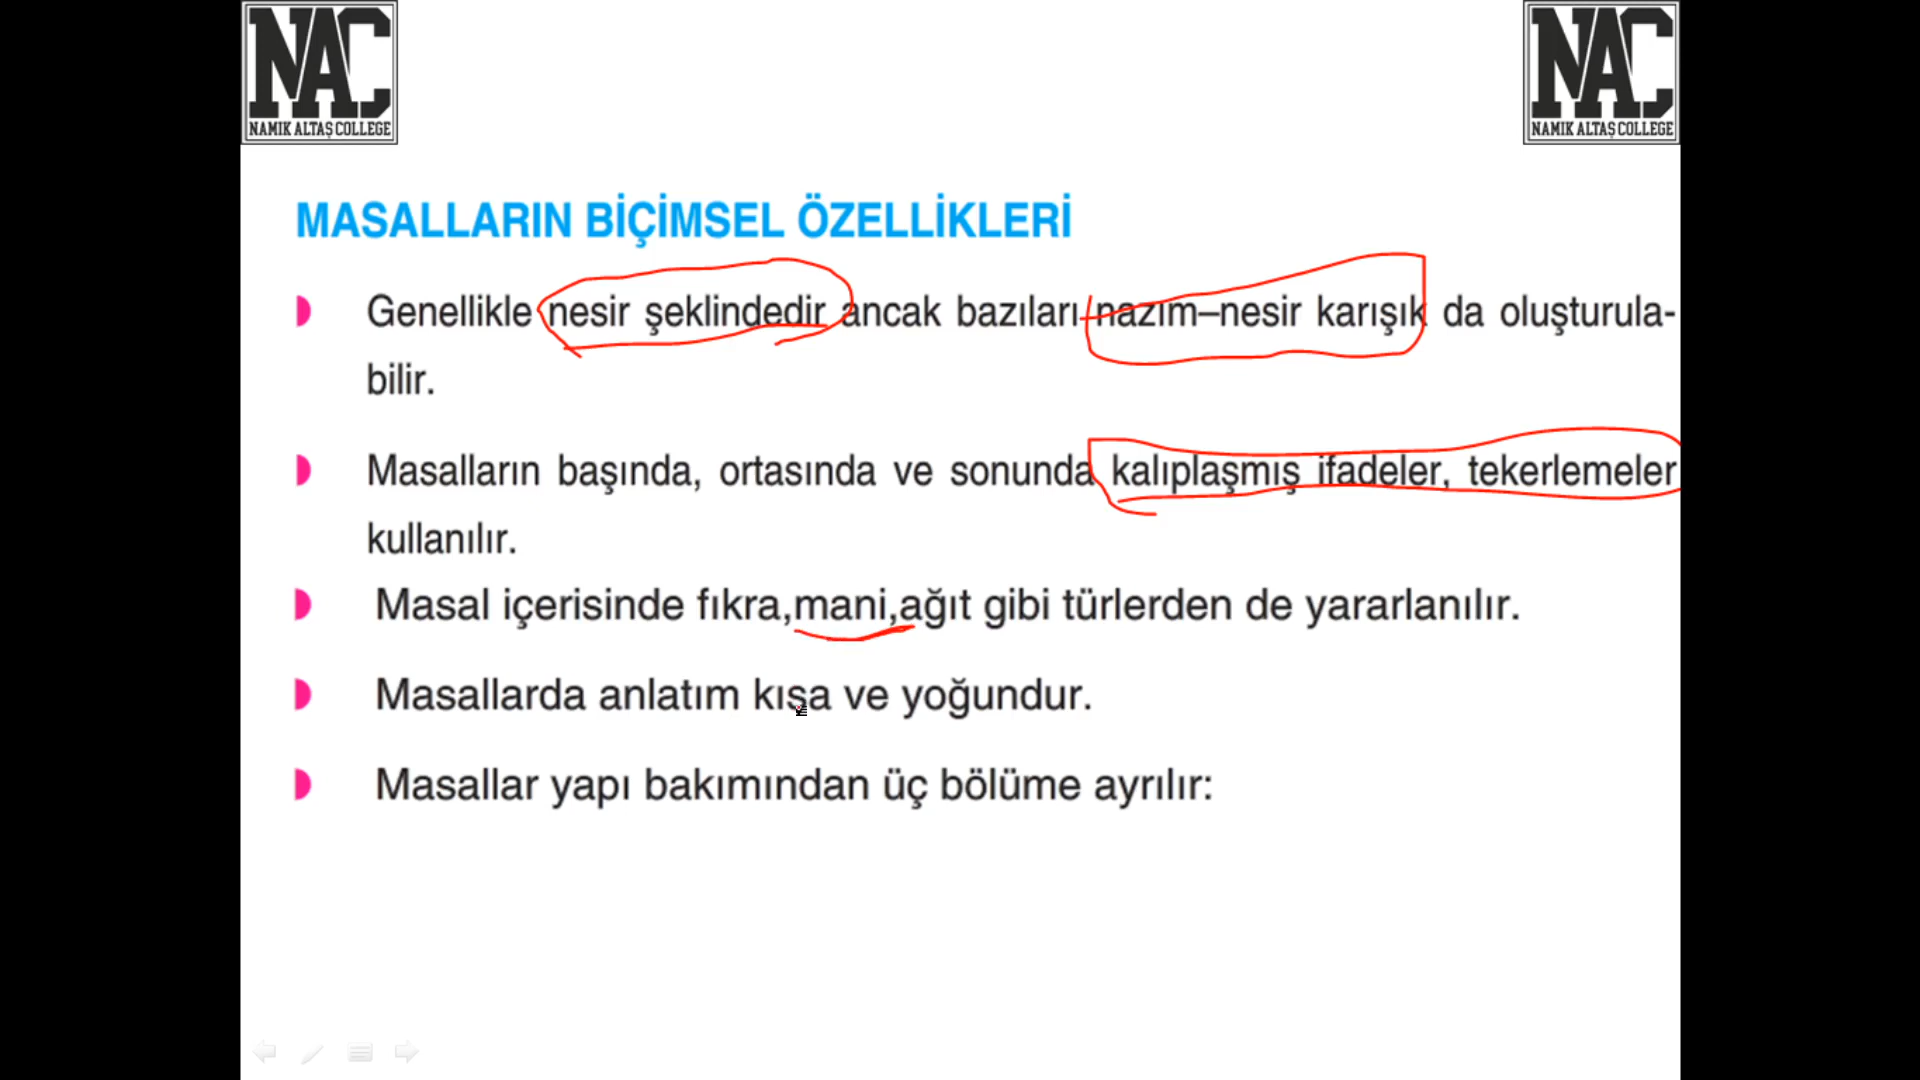 NAC
NAMIK ALTAŞ COLLEGE
NAC
NAMIK ALTAŞ COLLEGE
MASALLARIN BİÇİMSEL ÖZELLİKLERİ
Genellikle nesir şeklindedir ancak bazıları nazım–nesir karışık da oluşturula-
bilir.
Masalların başında, ortasında ve sonunda kalıplaşmış ifadeler, tekerlemeler
kullanılır.
Masal içerisinde fıkra,mani,ağıt gibi türlerden de yararlanılır.
Masallarda anlatım kısa ve yoğundur.
Masallar yapı bakımından üç bölüme ayrılır: